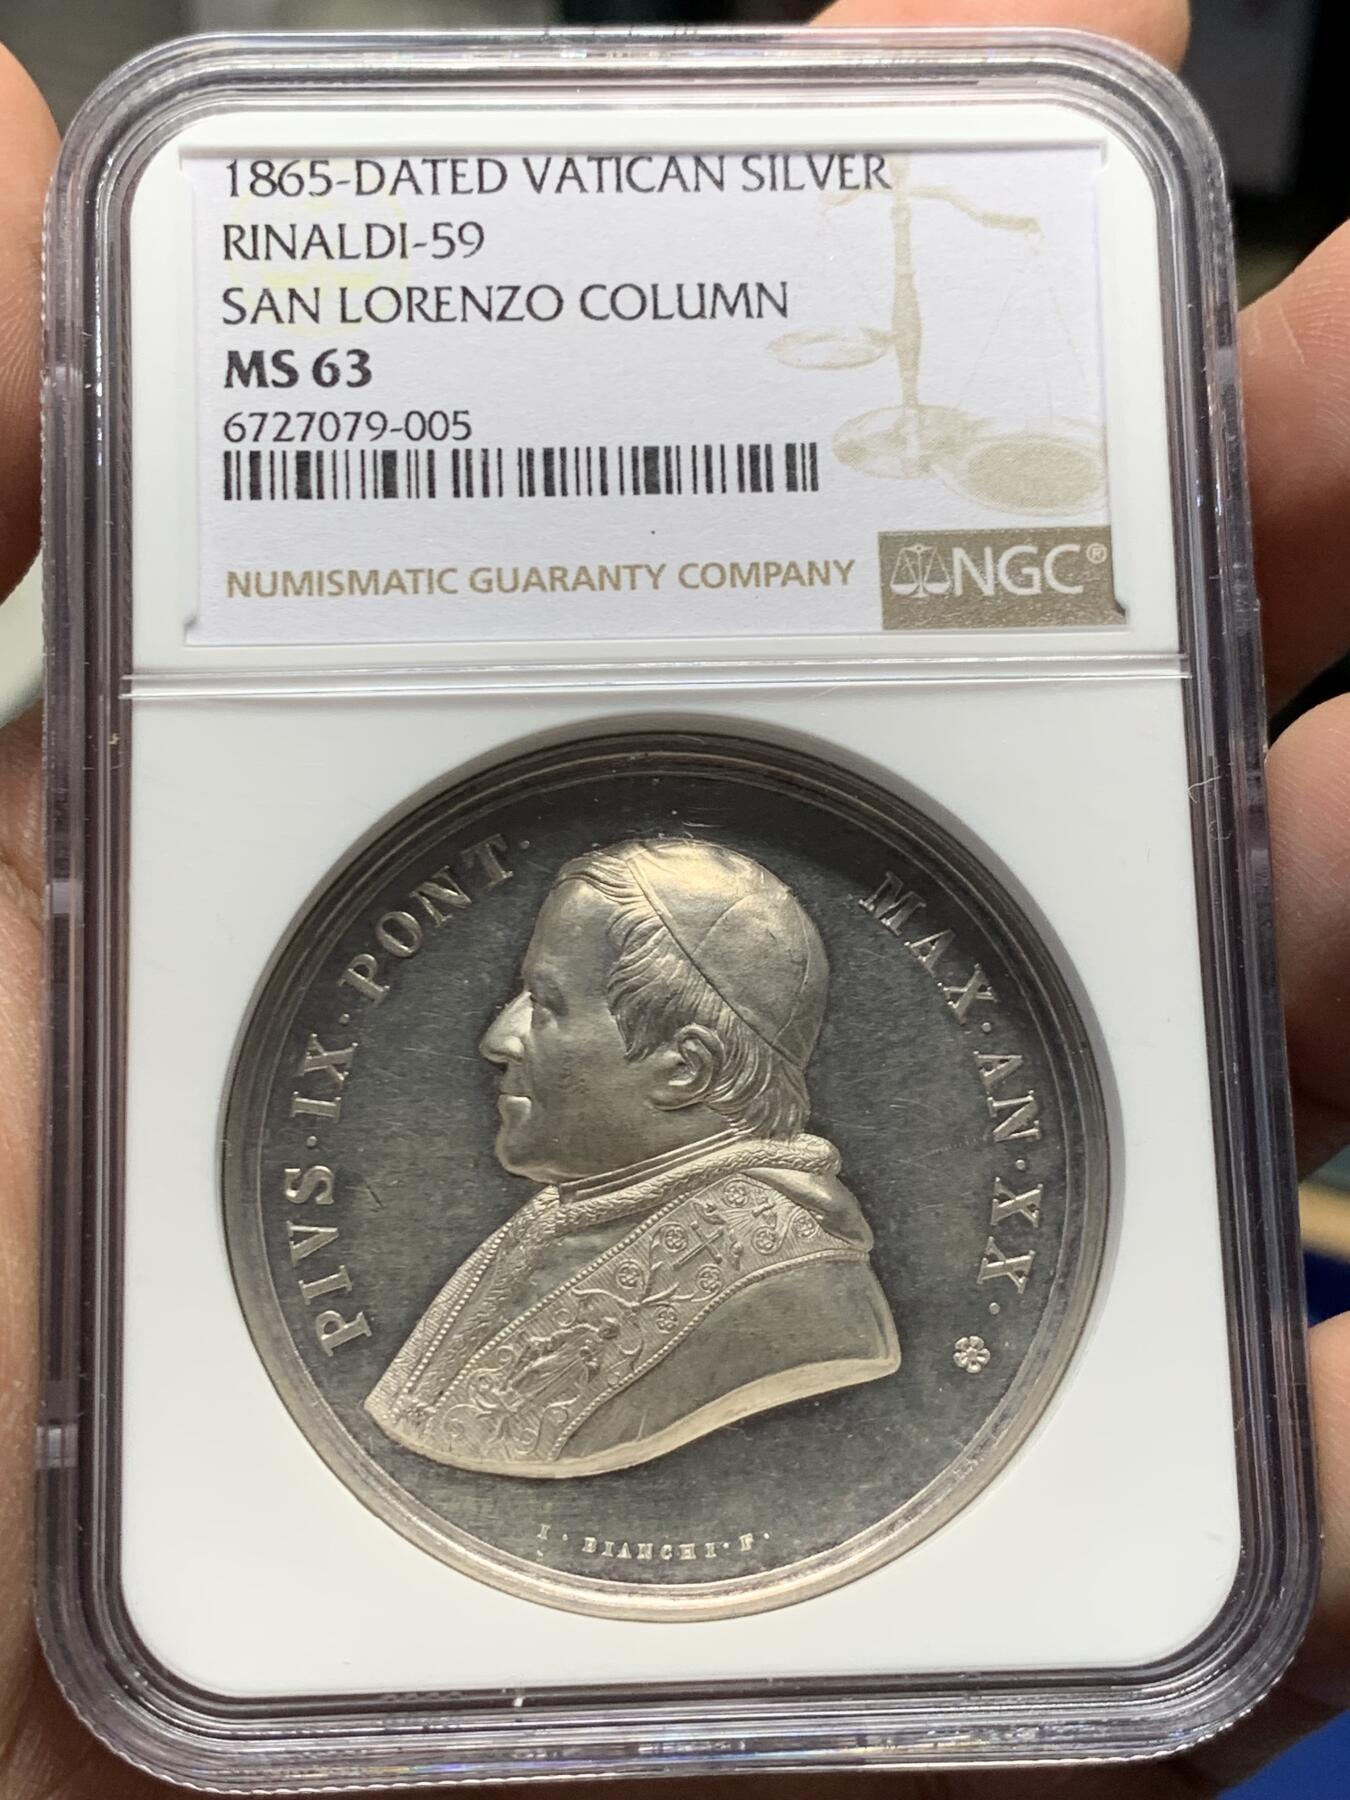 1865-DATED VATICAN SILVER
RINALDI-59
SAN LORENZO COLUMN
MS 63
6727079-005
NUMISMATIC GUARANTY COMPANY
NGC®
PIVS·IX·PONT·
MAX·AN·XX·
I·BIANCHI·F·